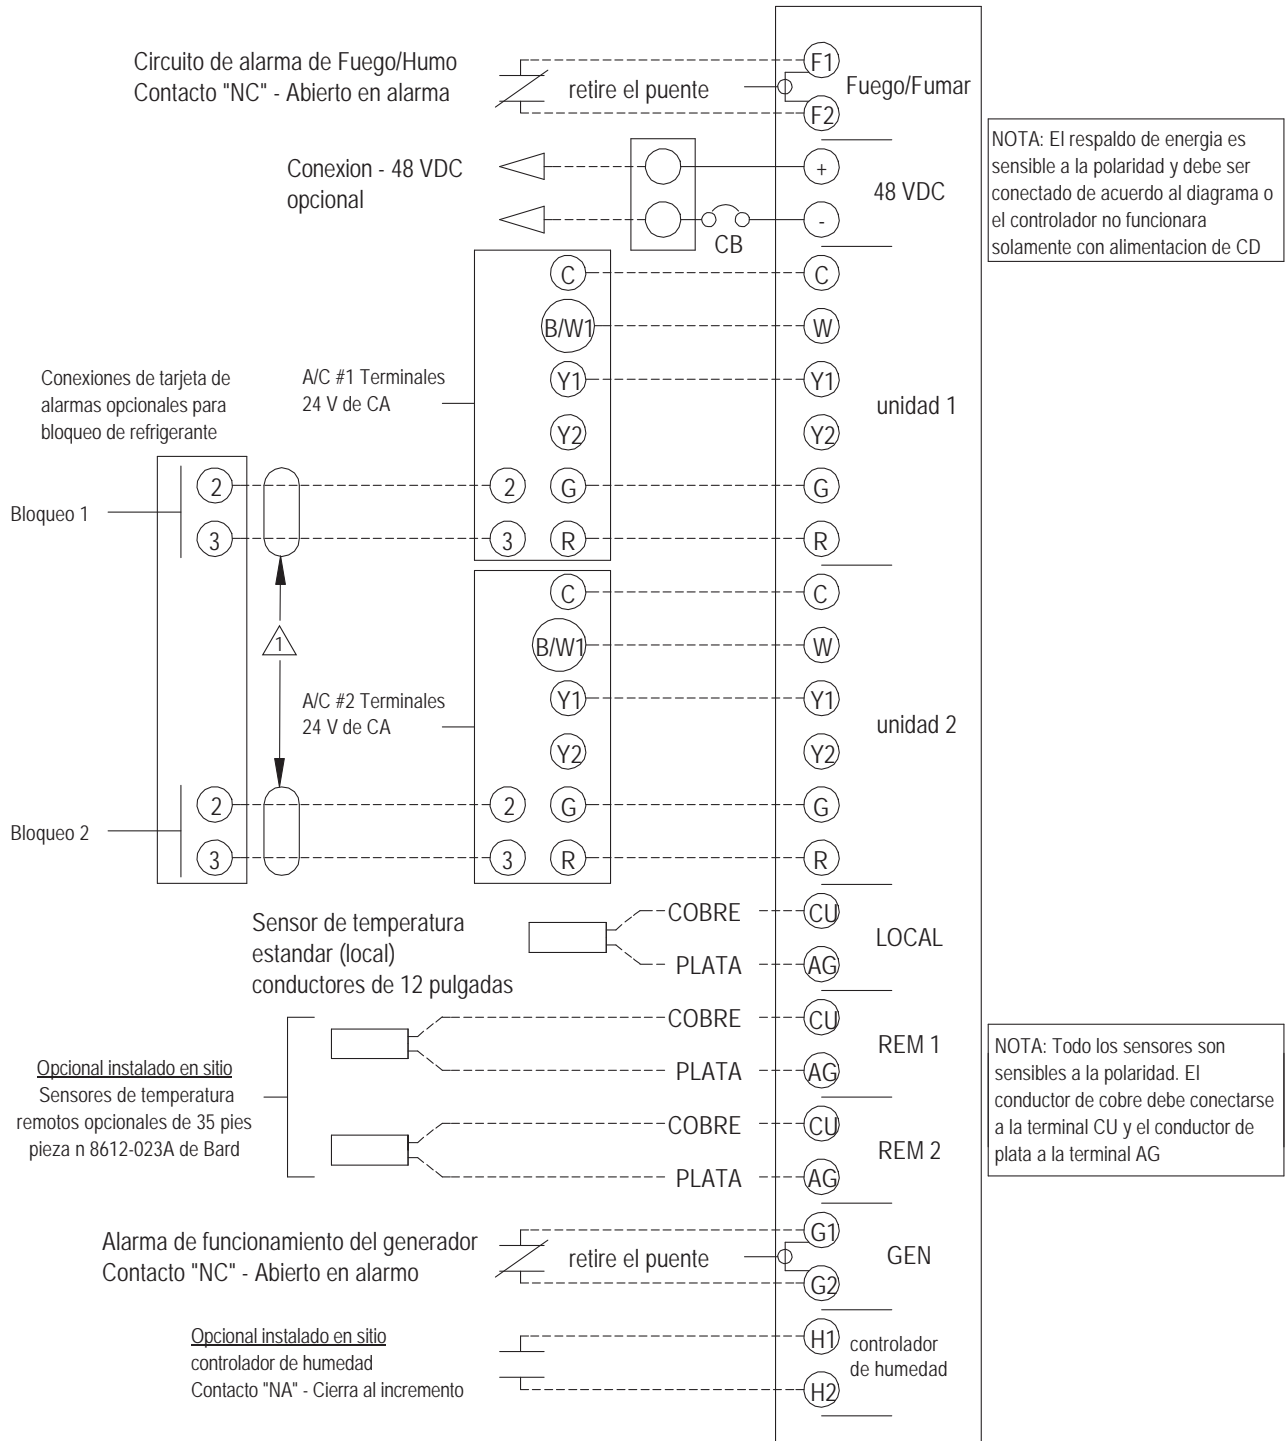 Circuito de alarma de Fuego/Humo
Contacto "NC" - Abierto en alarma
retire el puente
F1
F2
Fuego/Fumar
Conexion - 48 VDC
opcional
CB
+
-
48 VDC
NOTA: El respaldo de energia es
sensible a la polaridad y debe ser
conectado de acuerdo al diagrama o
el controlador no funcionara
solamente con alimentacion de CD
Conexiones de tarjeta de
alarmas opcionales para
bloqueo de refrigerante
A/C #1 Terminales
24 V de CA
C
B/W1
Y1
Y2
G
R
2
3
C
W
Y1
Y2
G
R
unidad 1
Bloqueo 1
2
3
1
A/C #2 Terminales
24 V de CA
C
B/W1
Y1
Y2
G
R
2
3
C
W
Y1
Y2
G
R
unidad 2
Bloqueo 2
2
3
Sensor de temperatura
estandar (local)
conductores de 12 pulgadas
COBRE
PLATA
CU
AG
LOCAL
Opcional instalado en sitio
Sensores de temperatura
remotos opcionales de 35 pies
pieza n 8612-023A de Bard
COBRE
PLATA
CU
AG
REM 1
COBRE
PLATA
CU
AG
REM 2
NOTA: Todo los sensores son
sensibles a la polaridad. El
conductor de cobre debe conectarse
a la terminal CU y el conductor de
plata a la terminal AG
Alarma de funcionamiento del generador
Contacto "NC" - Abierto en alarmo
retire el puente
G1
G2
GEN
Opcional instalado en sitio
controlador de humedad
Contacto "NA" - Cierra al incremento
H1
H2
controlador
de humedad